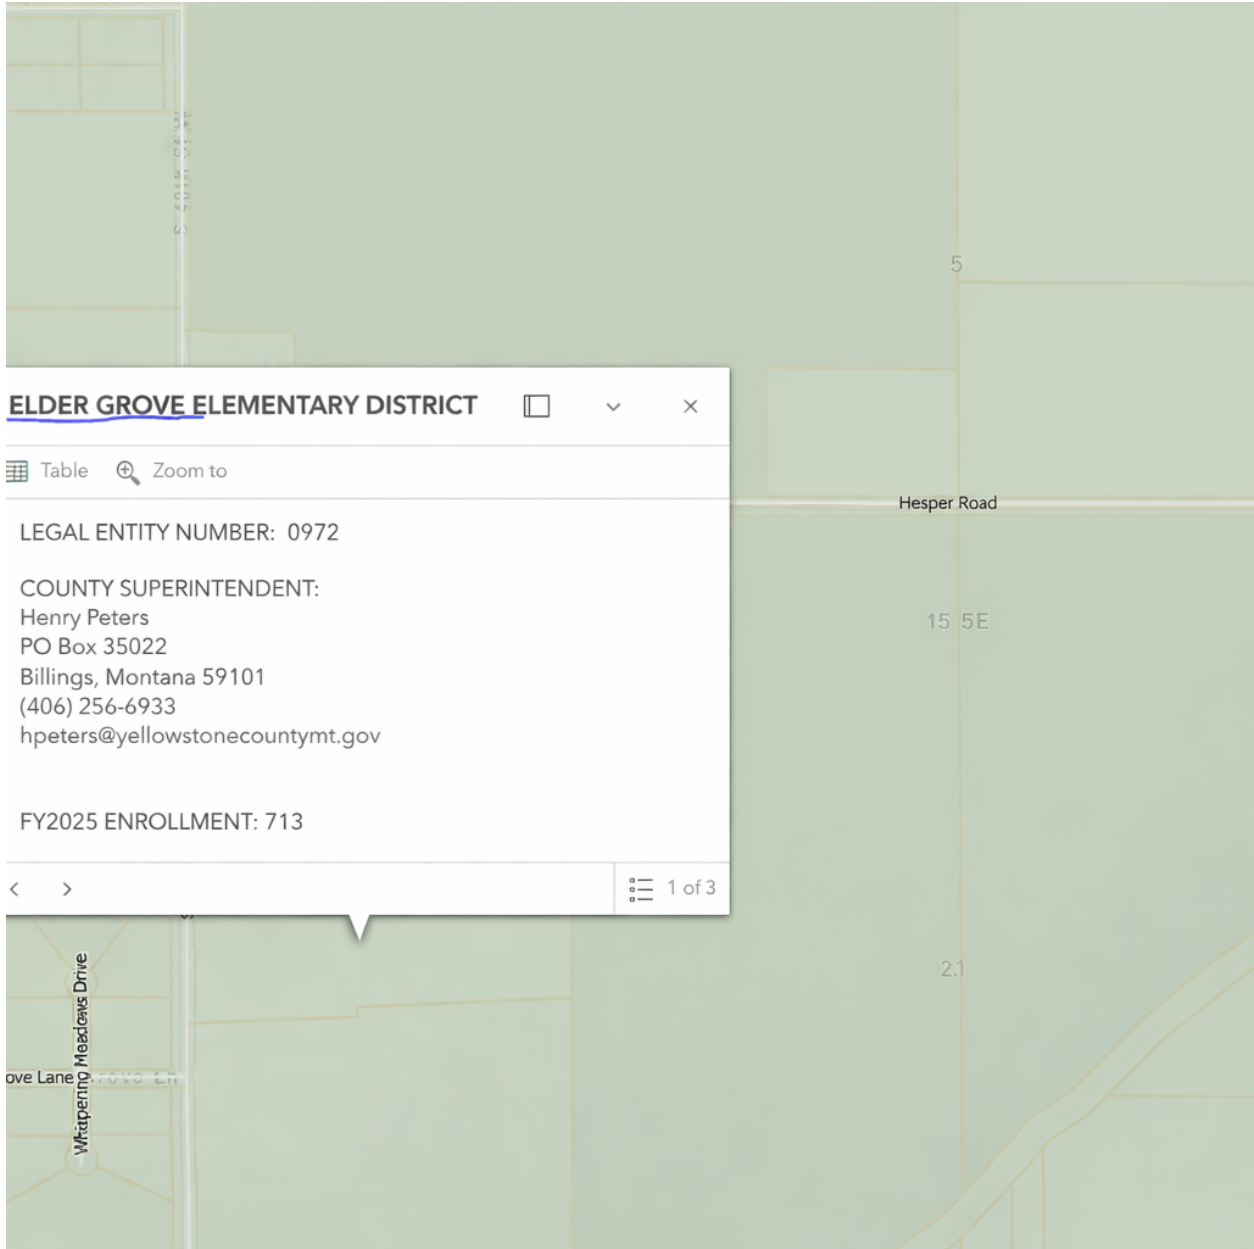 S 48th St W
5
ELDER GROVE ELEMENTARY DISTRICT
Table Zoom to
Hesper Road
LEGAL ENTITY NUMBER: 0972
COUNTY SUPERINTENDENT:
Henry Peters
15 5E
PO Box 35022
Billings, Montana 59101
(406) 256-6933
hpeters@yellowstonecountymt.gov
FY2025 ENROLLMENT: 713
1 of 3
2.1
Whispering Meadows Drive
ove Lane